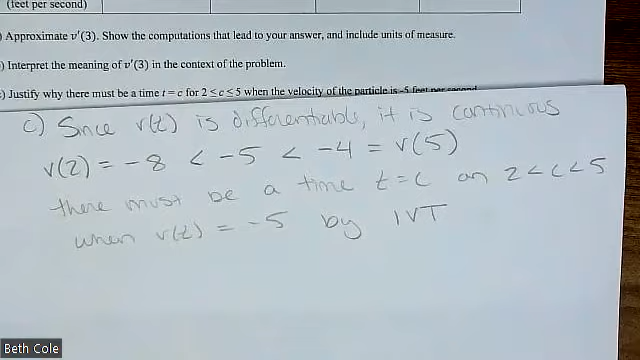 (feet per second)
) Approximate v'(3). Show the computations that lead to your answer, and include units of measure.
) Interpret the meaning of v'(3) in the context of the problem.
:) Justify why there must be a time t = c for 2 ≤ c ≤ 5 when the velocity of the particle is -5 feet per second.
c) Since v(t) is differentiable, it is continuous
v(2) = -8 < -5 < -4 = v(5)
there must be a time t=c on 2<c<5
when v(t) = -5 by IVT
Beth Cole